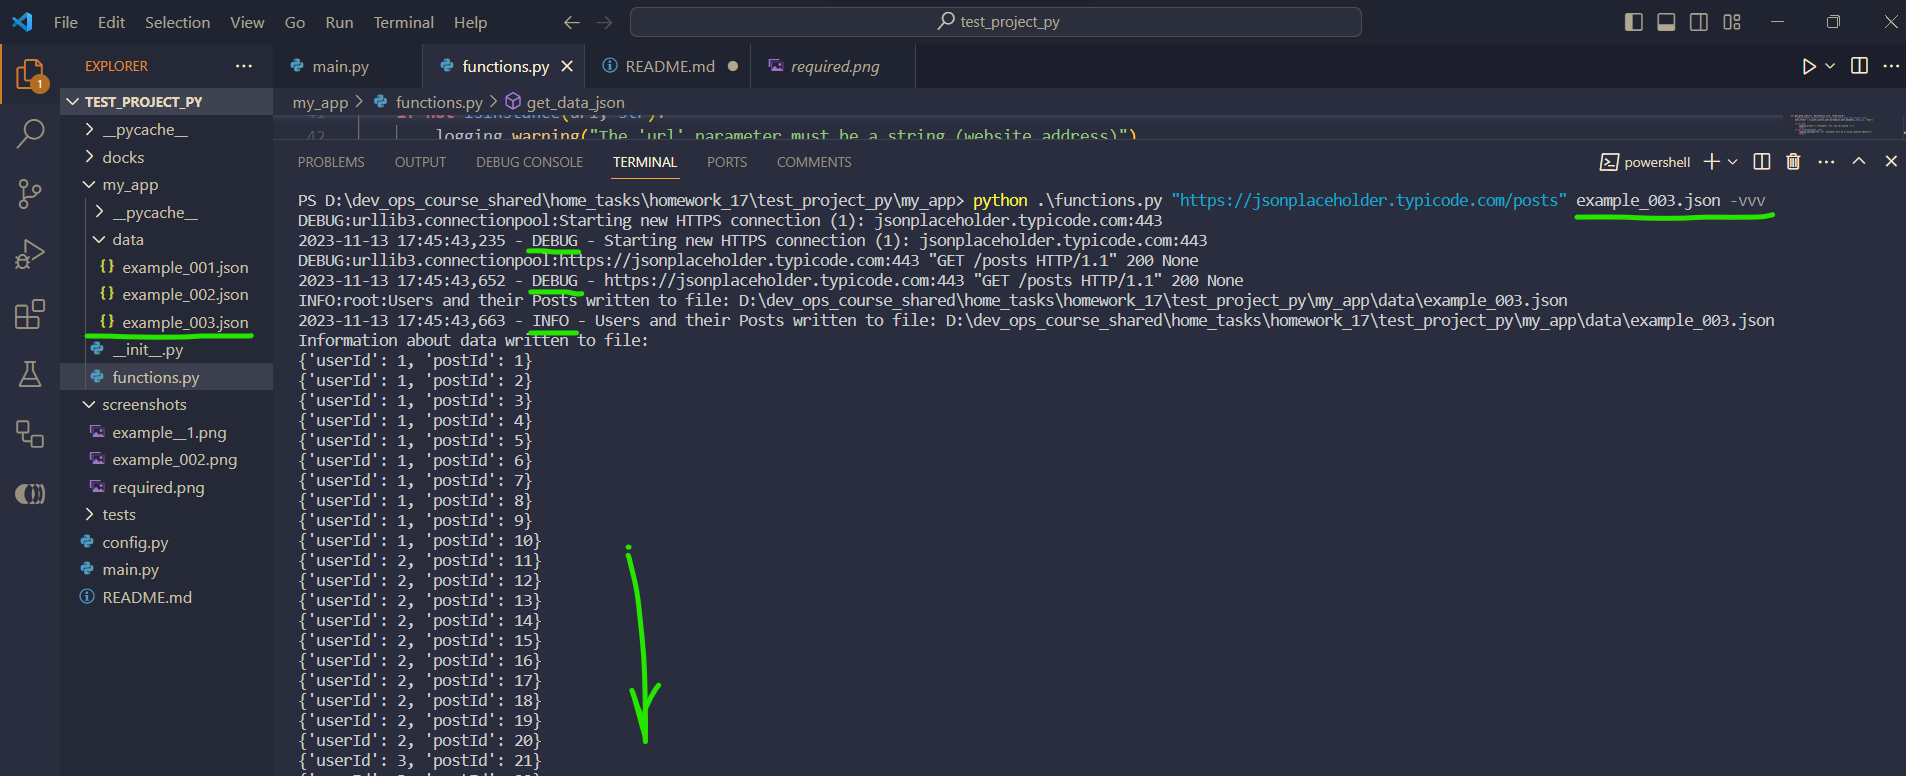 File Edit Selection View Go Run Terminal Help
test_project_py
EXPLORER
main.py
functions.py
README.md
required.png
1
TEST_PROJECT_PY
my_app > functions.py > get_data_json
__pycache__
docks
my_app
__pycache__
data
example_001.json
example_002.json
example_003.json
__init__.py
functions.py
screenshots
example__1.png
example_002.png
required.png
tests
config.py
main.py
README.md
41 if not isinstance(url, str):
42 logging.warning("The 'url' parameter must be a string (website address)")
PROBLEMS OUTPUT DEBUG CONSOLE TERMINAL PORTS COMMENTS
powershell
PS D:\dev_ops_course_shared\home_tasks\homework_17\test_project_py\my_app> python .\functions.py "https://jsonplaceholder.typicode.com/posts" example_003.json -vvv
DEBUG:urllib3.connectionpool:Starting new HTTPS connection (1): jsonplaceholder.typicode.com:443
2023-11-13 17:45:43,235 - DEBUG - Starting new HTTPS connection (1): jsonplaceholder.typicode.com:443
DEBUG:urllib3.connectionpool:https://jsonplaceholder.typicode.com:443 "GET /posts HTTP/1.1" 200 None
2023-11-13 17:45:43,652 - DEBUG - https://jsonplaceholder.typicode.com:443 "GET /posts HTTP/1.1" 200 None
INFO:root:Users and their Posts written to file: D:\dev_ops_course_shared\home_tasks\homework_17\test_project_py\my_app\data\example_003.json
2023-11-13 17:45:43,663 - INFO - Users and their Posts written to file: D:\dev_ops_course_shared\home_tasks\homework_17\test_project_py\my_app\data\example_003.json
Information about data written to file:
{'userId': 1, 'postId': 1}
{'userId': 1, 'postId': 2}
{'userId': 1, 'postId': 3}
{'userId': 1, 'postId': 4}
{'userId': 1, 'postId': 5}
{'userId': 1, 'postId': 6}
{'userId': 1, 'postId': 7}
{'userId': 1, 'postId': 8}
{'userId': 1, 'postId': 9}
{'userId': 1, 'postId': 10}
{'userId': 2, 'postId': 11}
{'userId': 2, 'postId': 12}
{'userId': 2, 'postId': 13}
{'userId': 2, 'postId': 14}
{'userId': 2, 'postId': 15}
{'userId': 2, 'postId': 16}
{'userId': 2, 'postId': 17}
{'userId': 2, 'postId': 18}
{'userId': 2, 'postId': 19}
{'userId': 2, 'postId': 20}
{'userId': 3, 'postId': 21}